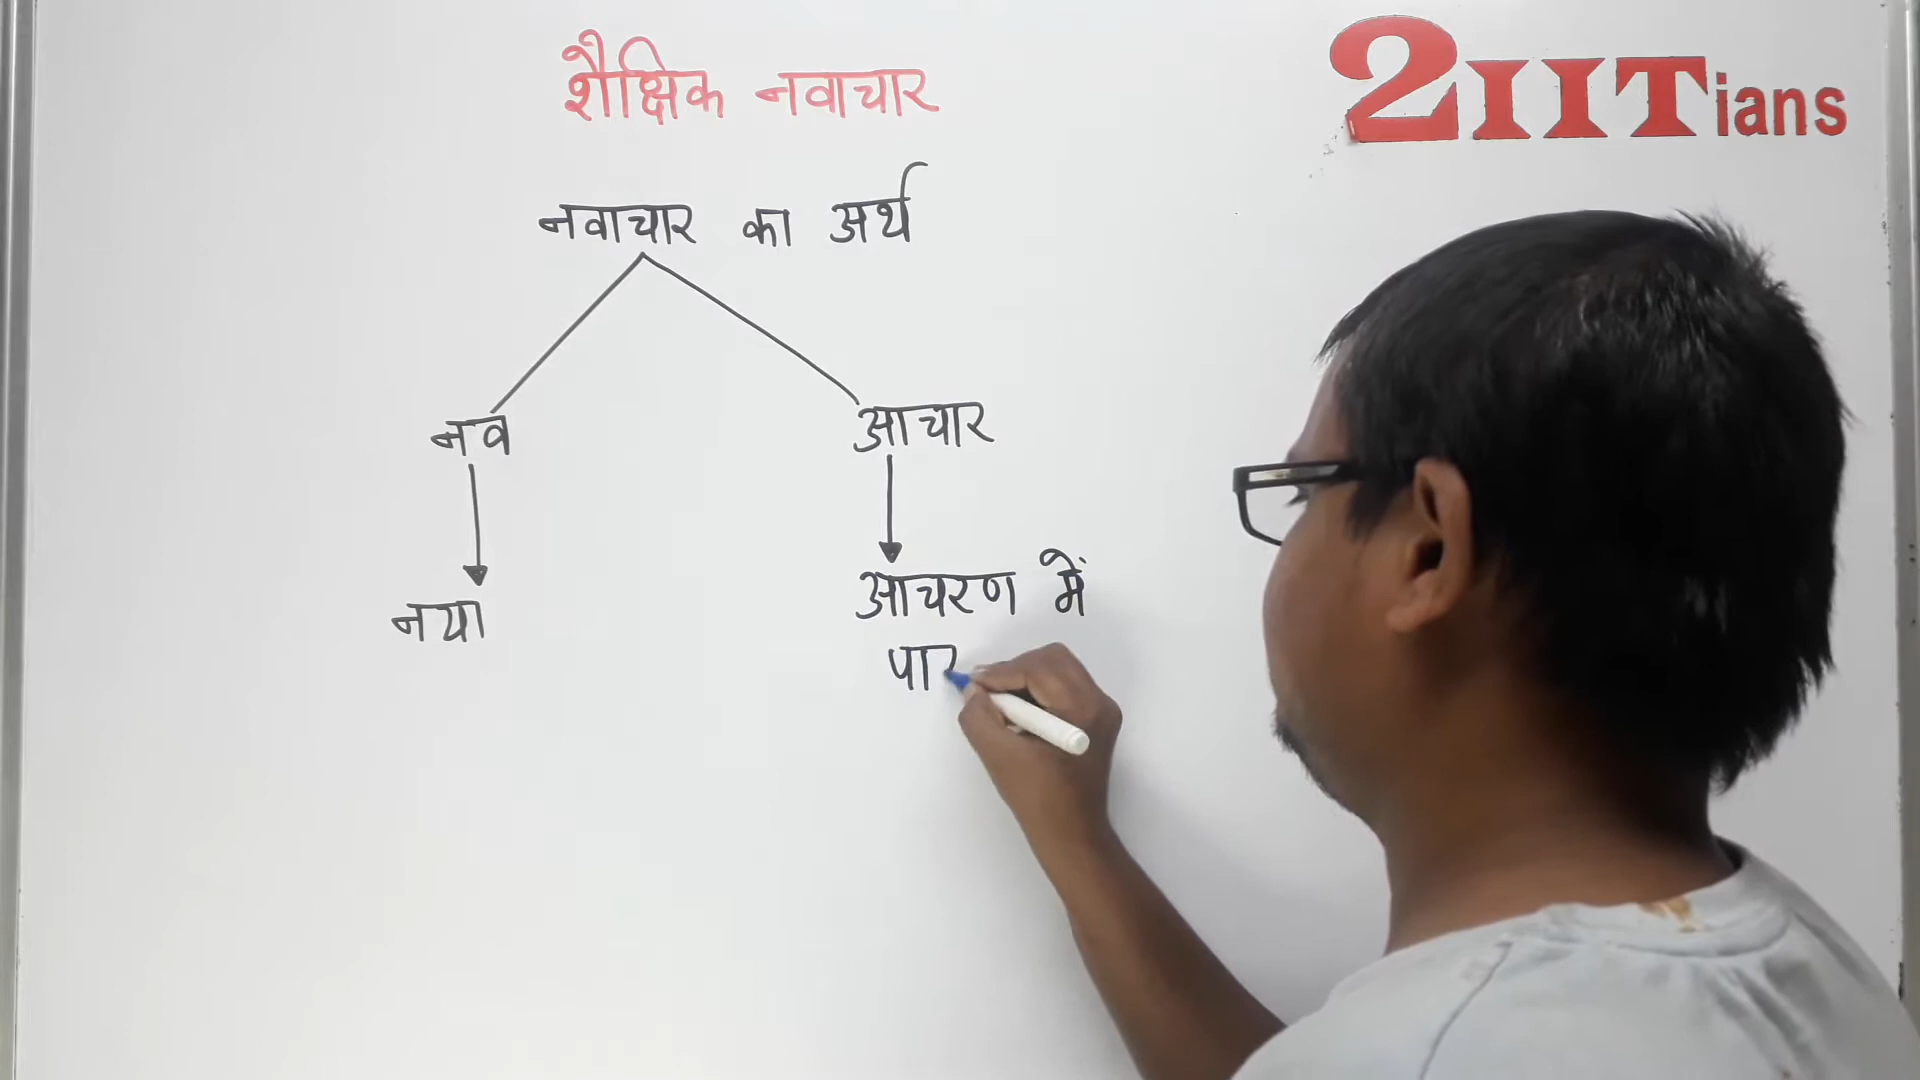 शैक्षिक नवाचार
2IITians
नवाचार का अर्थ
नव
आचार
नया
आचरण में